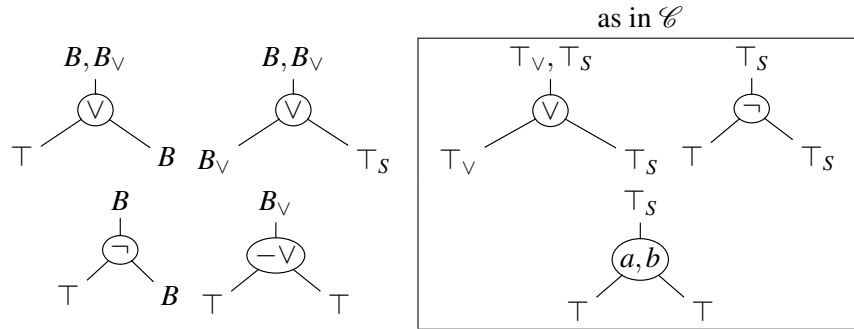 as in 𝒞
B, B∨ B, B∨ ⊤∨, ⊤S ⊤S
∨ ∨ ∨ ¬
⊤ B B∨ ⊤S ⊤∨ ⊤S ⊤ ⊤S
B B∨ ⊤S
¬ −∨ a, b
⊤ B ⊤ ⊤ ⊤ ⊤